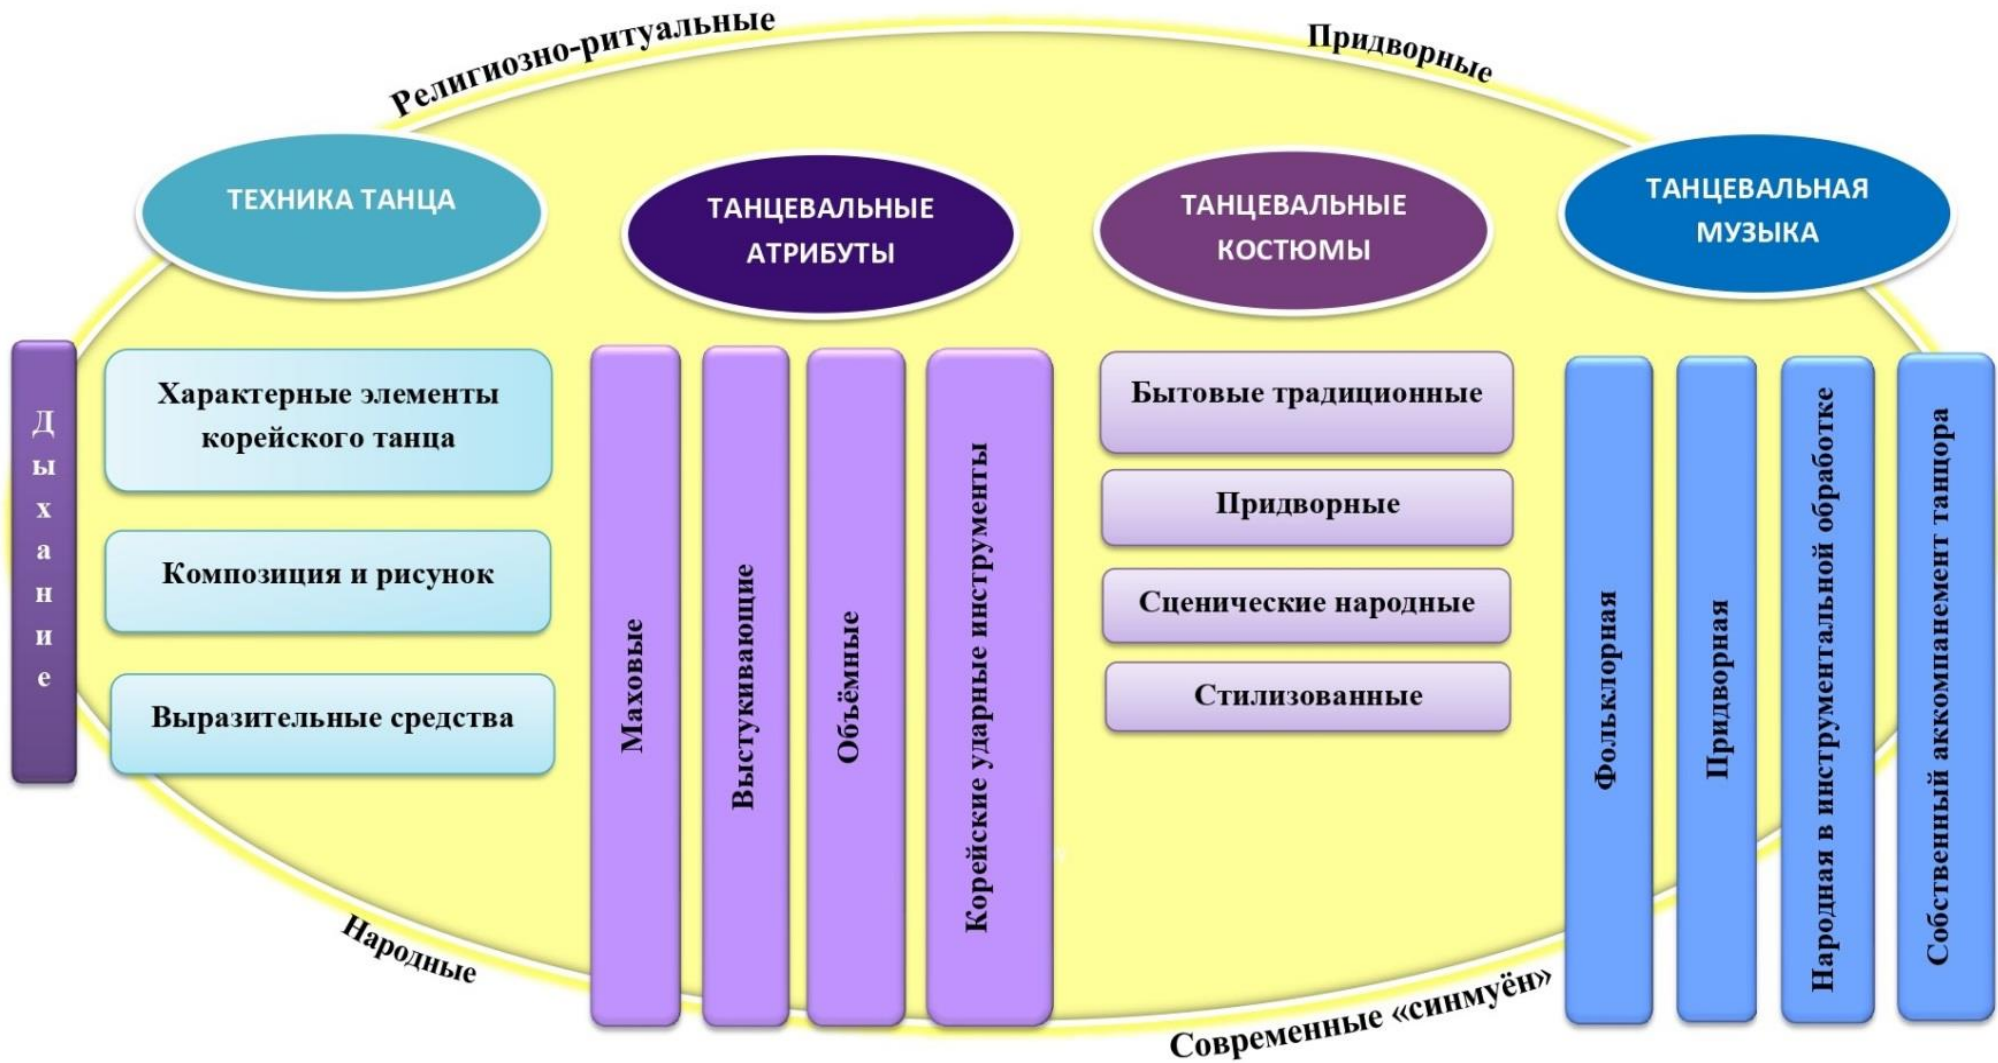 Религиозно-ритуальные
Придворные
ТЕХНИКА ТАНЦА
ТАНЦЕВАЛЬНЫЕ
АТРИБУТЫ
ТАНЦЕВАЛЬНЫЕ
КОСТЮМЫ
ТАНЦЕВАЛЬНАЯ
МУЗЫКА
Дыхание
Характерные элементы
корейского танца
Композиция и рисунок
Выразительные средства
Маховые
Выстукивающие
Объёмные
Корейские ударные инструменты
Бытовые традиционные
Придворные
Сценические народные
Стилизованные
Фольклорная
Придворная
Народная в инструментальной обработке
Собственный аккомпанемент танцора
Народные
Современные «синмуён»